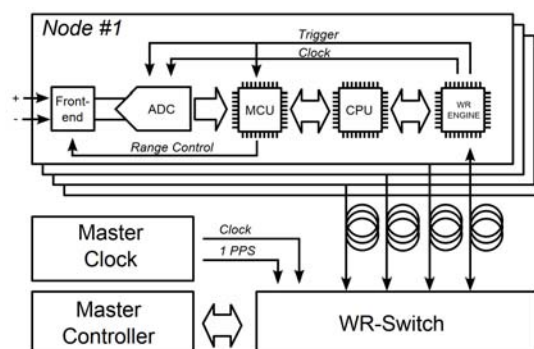 Node #1
Trigger
Clock
+
-
Front-
end
ADC
MCU
CPU
WR
ENGINE
Range Control
Master
Clock
Clock
1 PPS
Master
Controller
WR-Switch